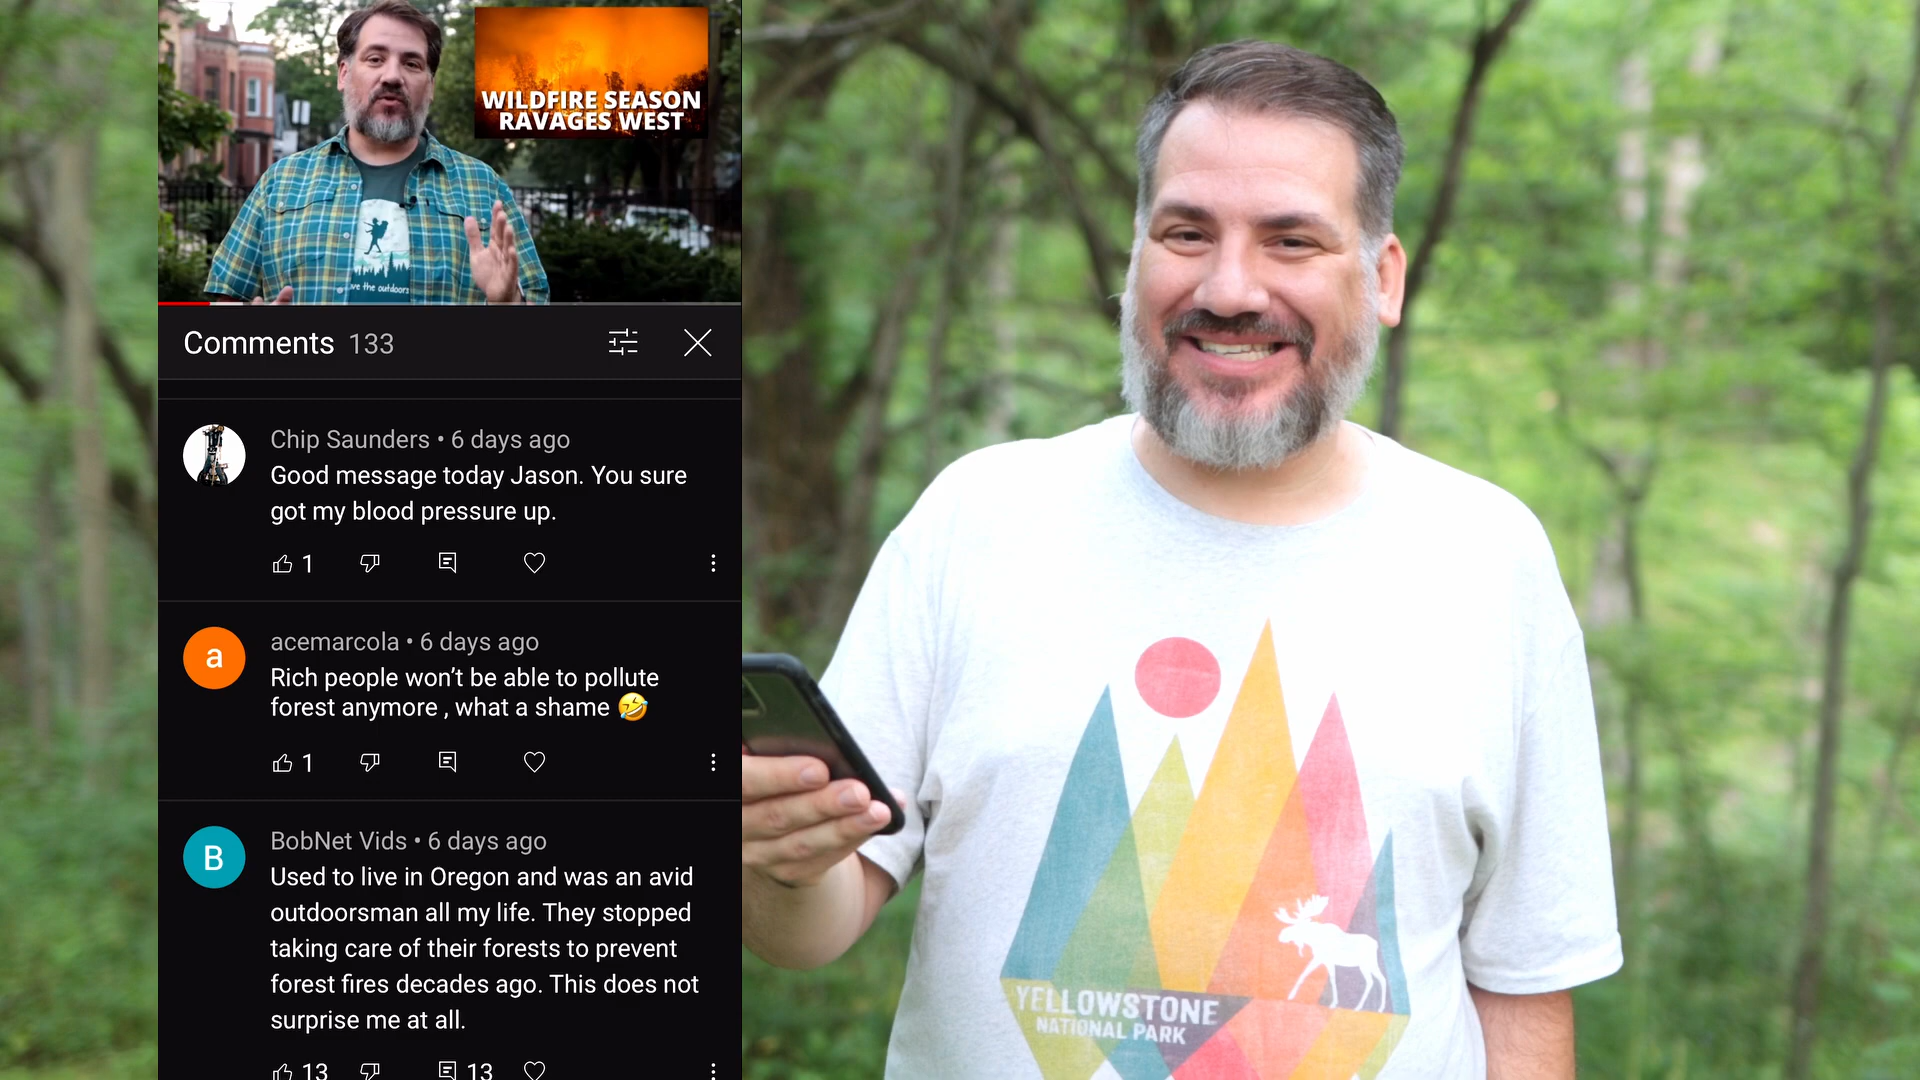 WILDFIRE SEASON
RAVAGES WEST
ve the outdoors
Comments 133
Chip Saunders • 6 days ago
Good message today Jason. You sure
got my blood pressure up.
1
a
acemarcola • 6 days ago
Rich people won’t be able to pollute
forest anymore , what a shame 🤣
1
B
BobNet Vids • 6 days ago
Used to live in Oregon and was an avid
outdoorsman all my life. They stopped
taking care of their forests to prevent
forest fires decades ago. This does not
surprise me at all.
13 13
YELLOWSTONE
NATIONAL PARK